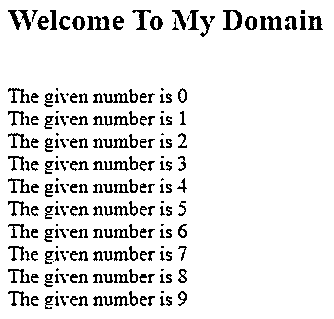 Welcome To My Domain
The given number is 0
The given number is 1
The given number is 2
The given number is 3
The given number is 4
The given number is 5
The given number is 6
The given number is 7
The given number is 8
The given number is 9